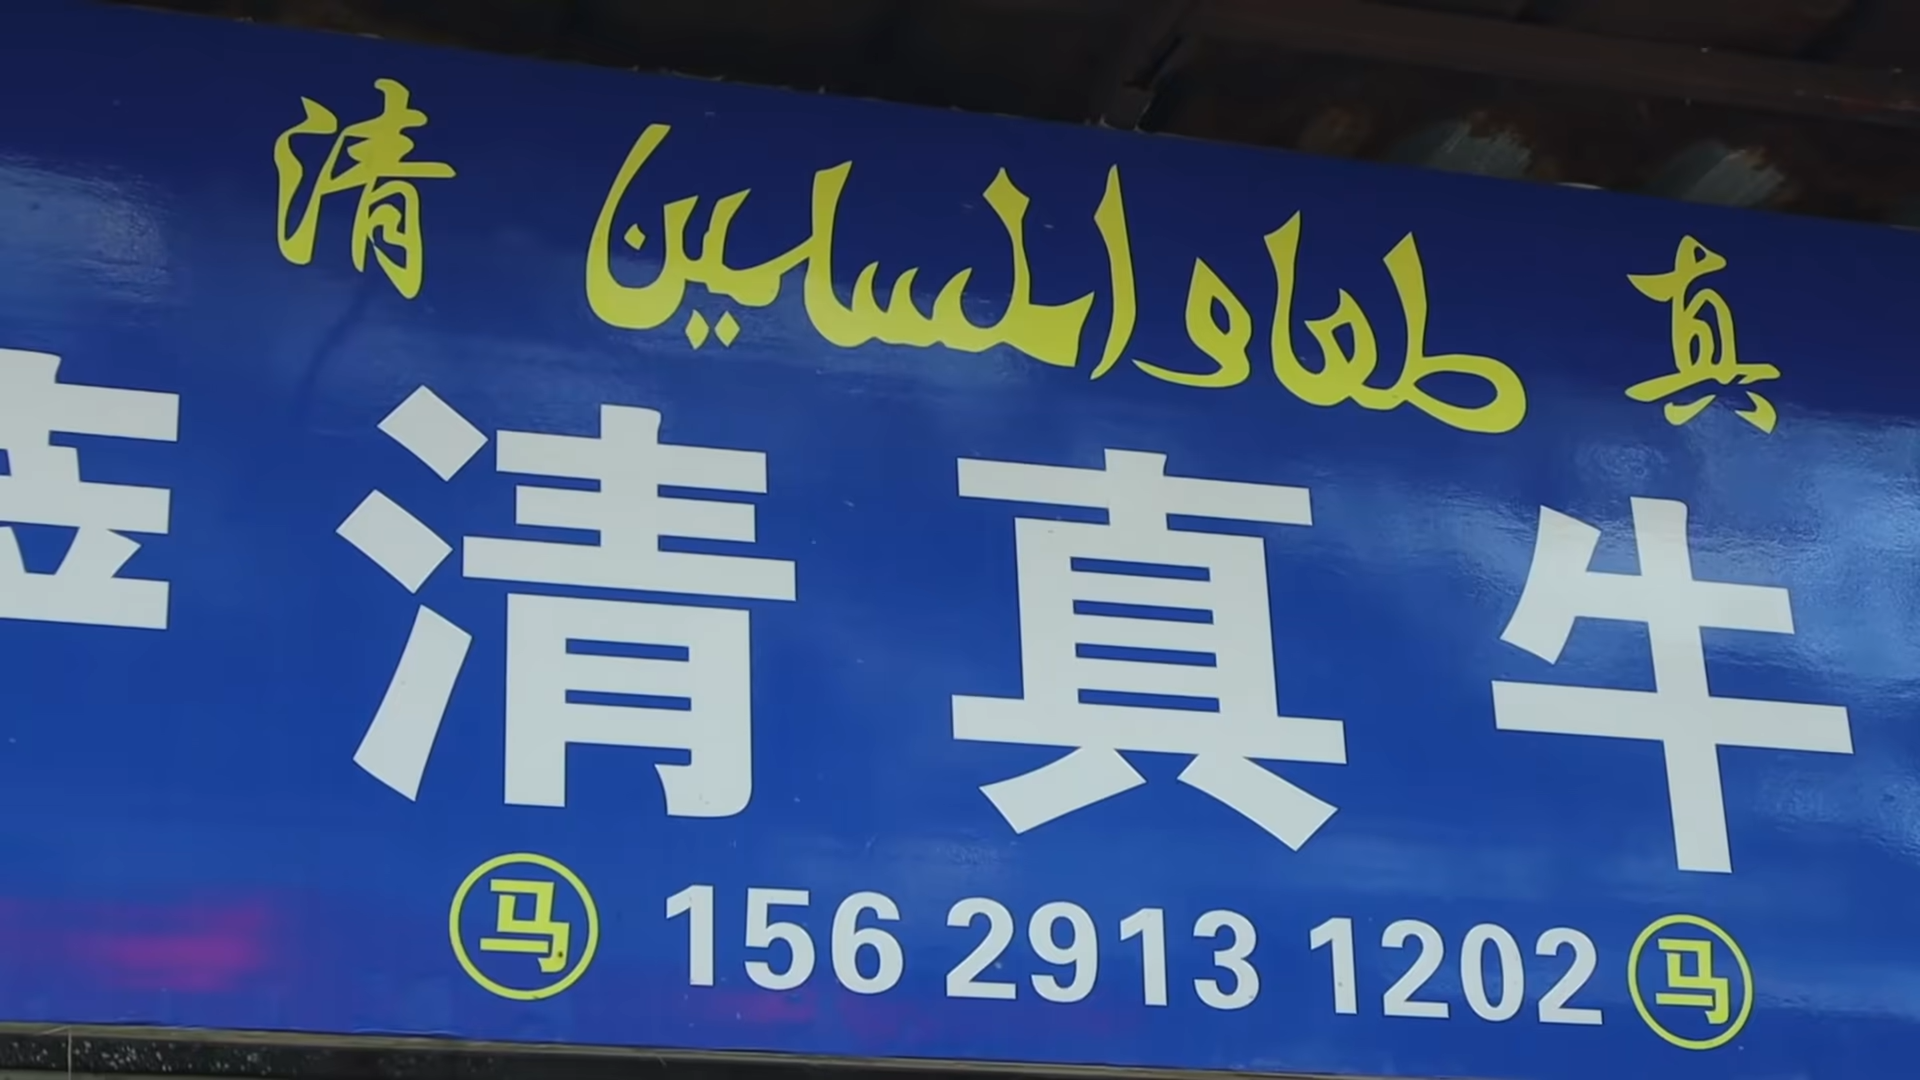 清 طعام المسلمين 真
清真牛
马 156 2913 1202 马